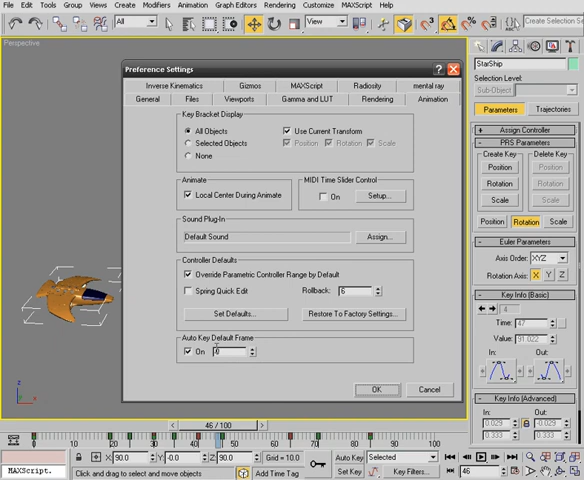 File Edit Tools Group Views Create Modifiers Animation Graph Editors Rendering Customize MAXScript Help
All
View
ABC
Create Selection Se
Perspective
Preference Settings
Inverse Kinematics Gizmos MAXScript Radiosity mental ray
General Files Viewports Gamma and LUT Rendering Animation
Key Bracket Display
All Objects
Selected Objects
None
Use Current Transform
Position Rotation Scale
Animate
Local Center During Animate
MIDI Time Slider Control
On Setup...
Sound Plug-In
Default Sound Assign...
Controller Defaults
Override Parametric Controller Range by Default
Spring Quick Edit Rollback: 6
Set Defaults... Restore To Factory Settings...
Auto Key Default Frame
On 0
OK Cancel
StarShip
Selection Level:
Sub-Object
Parameters Trajectories
+ Assign Controller
- PRS Parameters
Create Key Delete Key
Position Position
Rotation Rotation
Scale Scale
Position Rotation Scale
- Euler Parameters
Axis Order: XYZ
Rotation Axis: X Y Z
- Key Info (Basic)
4
Time: 47
Value: 91.022
In: Out:
- Key Info (Advanced)
In: Out:
0.029 -0.029
0.333 0.333
z
x
< 46 / 100 >
0 10 20 30 40 50 60 70 80 90 100
MAXScript.
X: 90.0 Y: -0.0 Z: 90.0 Grid = 10.0
Click and drag to select and move objects
Add Time Tag
Auto Key Selected
Set Key Key Filters...
46